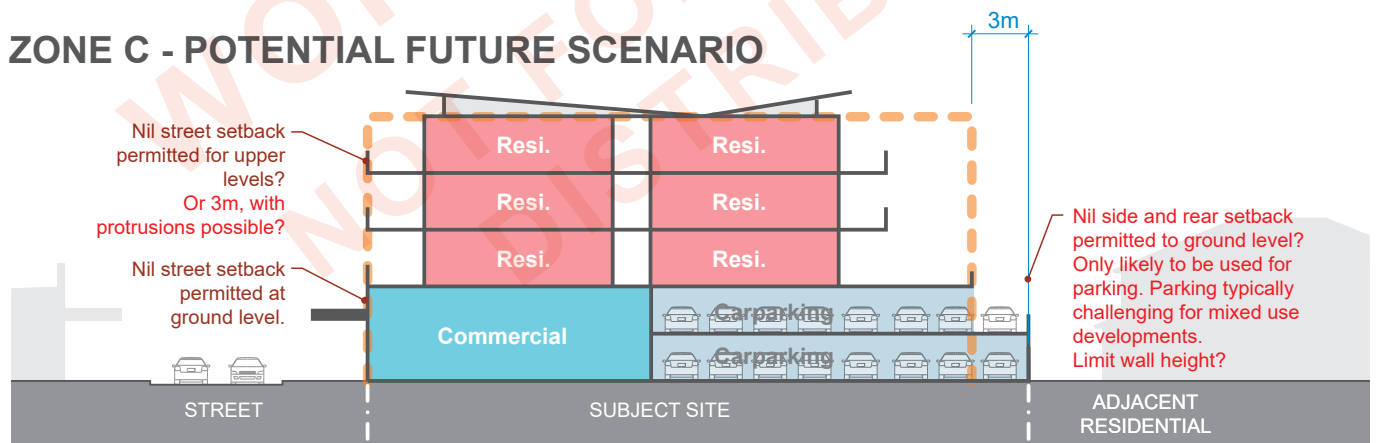 3m
ZONE C - POTENTIAL FUTURE SCENARIO
Nil street setback
permitted for upper
levels?
Or 3m, with
protrusions possible?
Nil street setback
permitted at
ground level.
Resi.
Resi.
Resi.
Resi.
Resi.
Resi.
Commercial
Carparking
Carparking
Nil side and rear setback
permitted to ground level?
Only likely to be used for
parking. Parking typically
challenging for mixed use
developments.
Limit wall height?
STREET
SUBJECT SITE
ADJACENT
RESIDENTIAL
NOT FOR